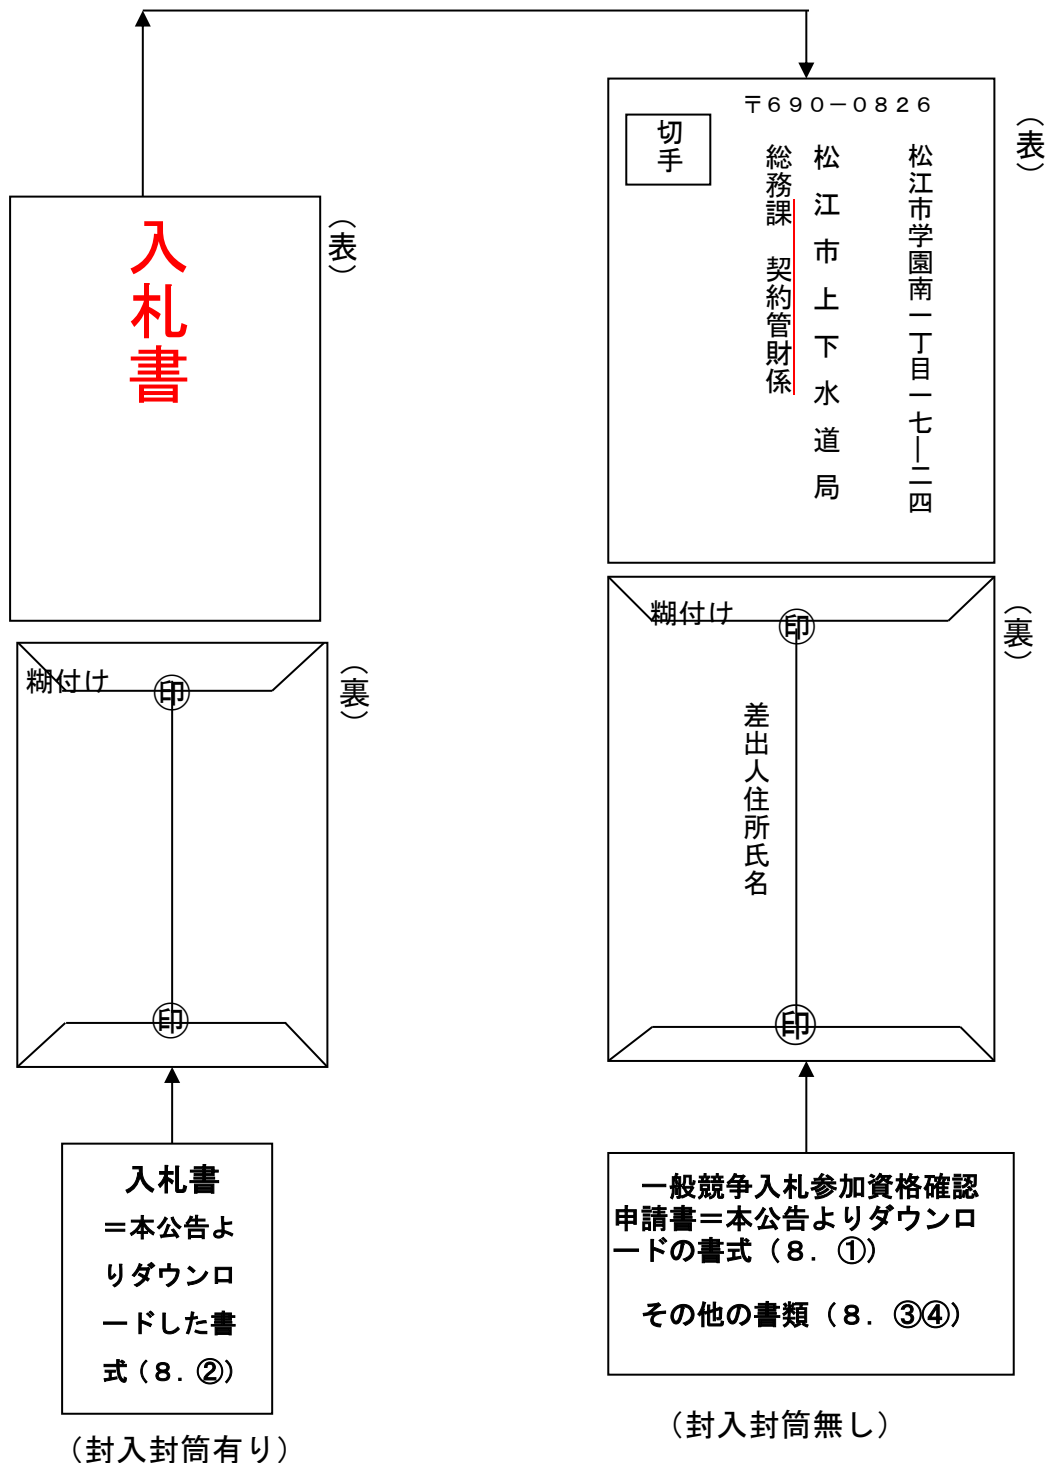 入札書
（表）
糊付け
印
印
（裏）
入札書
＝本公告よ
りダウンロ
ードした書
式（８．②）
（封入封筒有り）
〒６９０－０８２６
切手
松江市学園南一丁目一七―二四
松江市上下水道局
総務課　契約管財係
（表）
糊付け
印
差出人住所氏名
印
（裏）
一般競争入札参加資格確認
申請書＝本公告よりダウンロ
ードの書式（８．①）
その他の書類（８．③④）
（封入封筒無し）